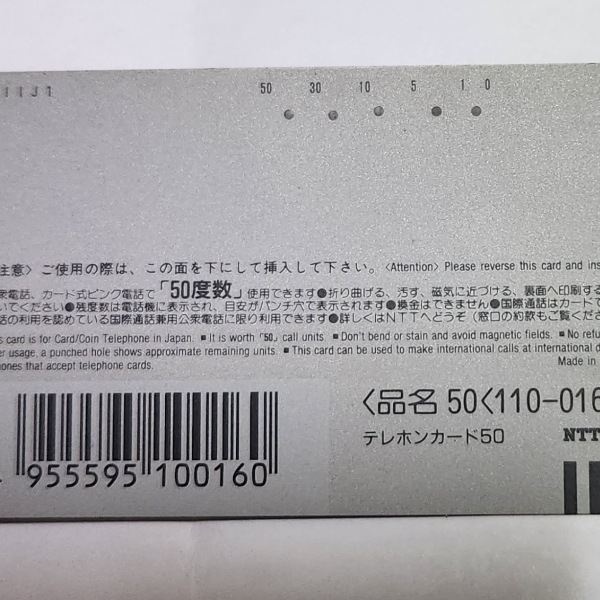 50 30 10 5 1 0
注意〉ご使用の際は、この面を下にして挿入して下さい。〈Attention〉Please reverse this card and ins
衆電話、カード式ピンク電話で「50度数」使用できます●折り曲げる、汚す、磁気に近づける、裏面へ印刷する
いてください●残度数は電話機に表示され、目安がパンチ穴で表示されます●換金はできません●国際通話はカードで
話の利用を認めている国際通話兼用公衆電話に限り利用できます●詳しくはNTTへどうぞ（窓口の約款もご覧くださ
is card is for Card/Coin Telephone in Japan. ■ It is worth「50」call units. ■ Don't bend or stain and avoid magnetic fields. ■ No refu
er usage, a punched hole shows approximate remaining units. ■ This card can be used to make international calls at international d
hones that accept telephone cards. Made in
955595 100160
〈品名 50〈110-016
テレホンカード50 NTT